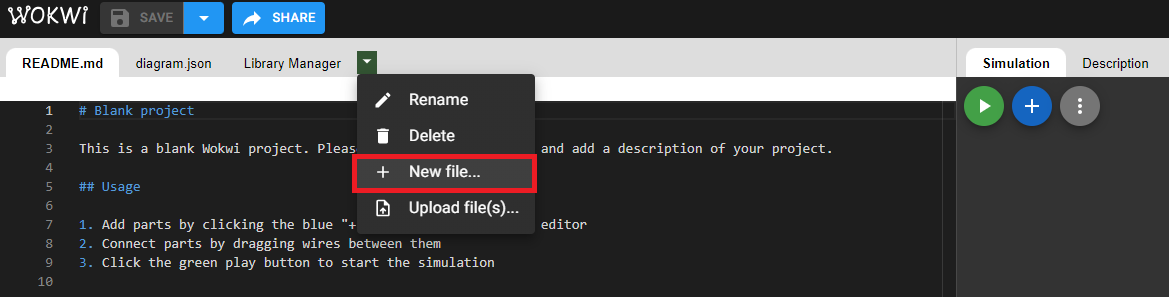 WOKWi
SAVE
SHARE
README.md
diagram.json
Library Manager
Simulation
Description
Rename
Delete
New file...
Upload file(s)...
1 # Blank project
2
3 This is a blank Wokwi project. Pleas and add a description of your project.
4
5 ## Usage
6
7 1. Add parts by clicking the blue "+ editor
8 2. Connect parts by dragging wires between them
9 3. Click the green play button to start the simulation
10